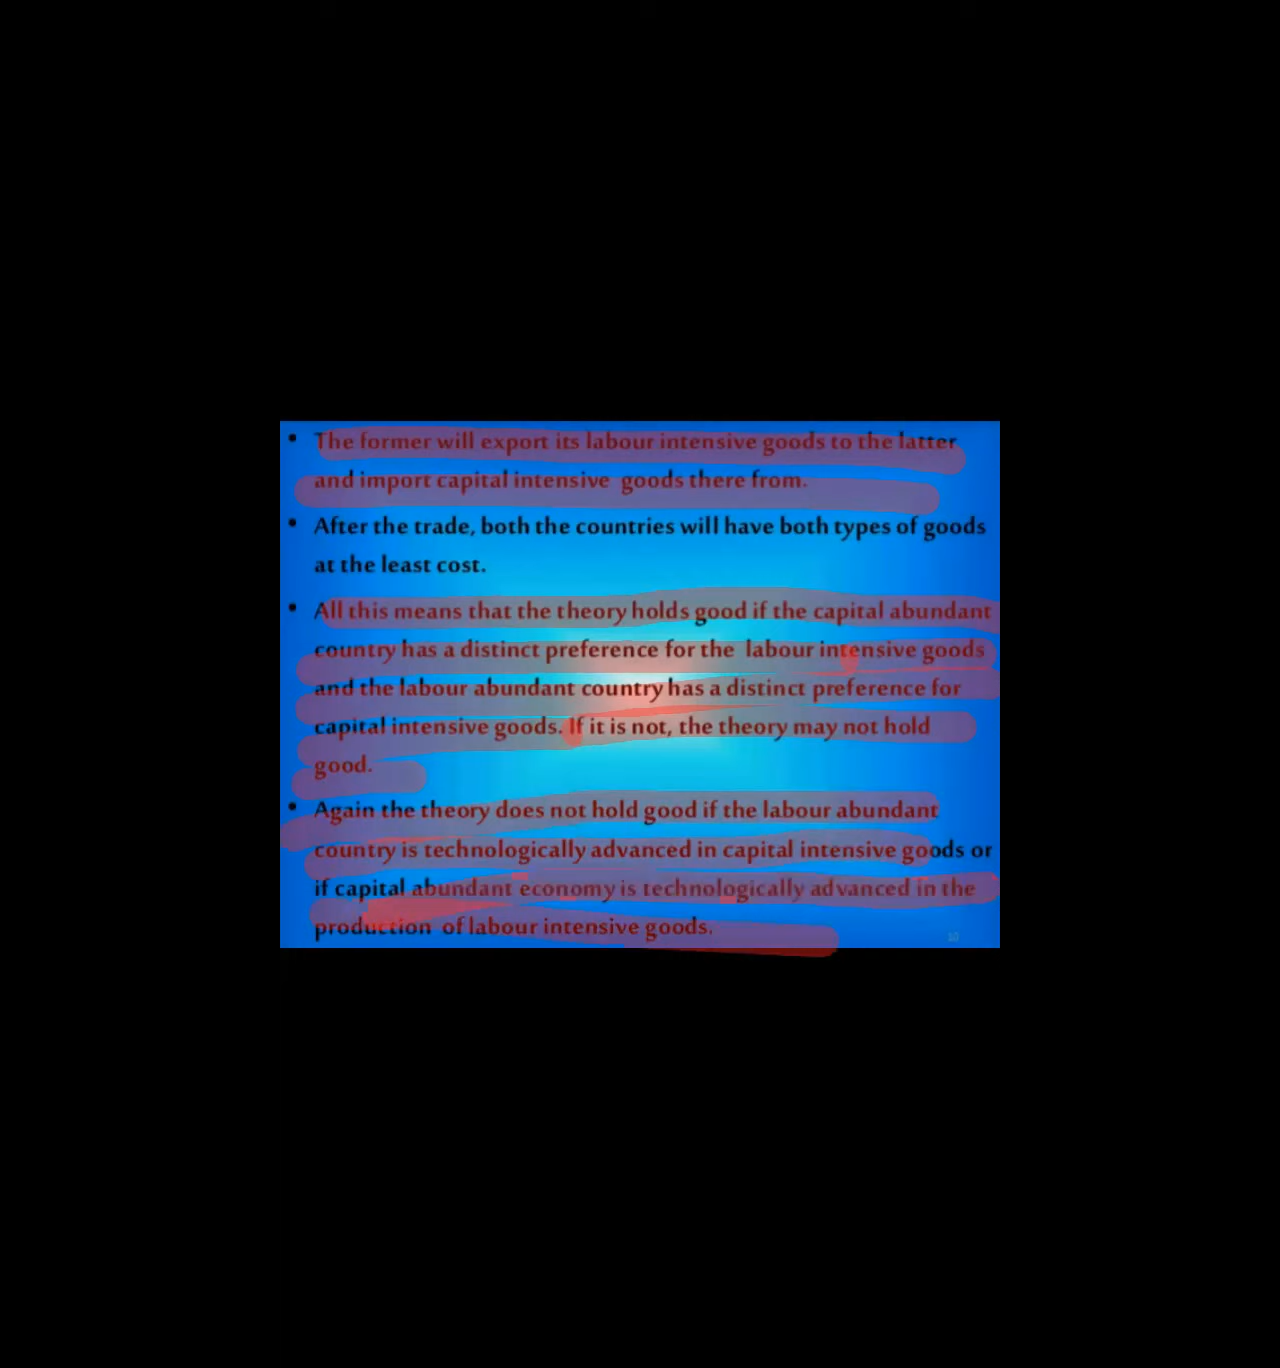 • The former will export its labour intensive goods to the latter
and import capital intensive goods there from.
• After the trade, both the countries will have both types of goods
at the least cost.
• All this means that the theory holds good if the capital abundant
country has a distinct preference for the labour intensive goods
and the labour abundant country has a distinct preference for
capital intensive goods. If it is not, the theory may not hold
good.
• Again the theory does not hold good if the labour abundant
country is technologically advanced in capital intensive goods or
if capital abundant economy is technologically advanced in the
production of labour intensive goods.
10